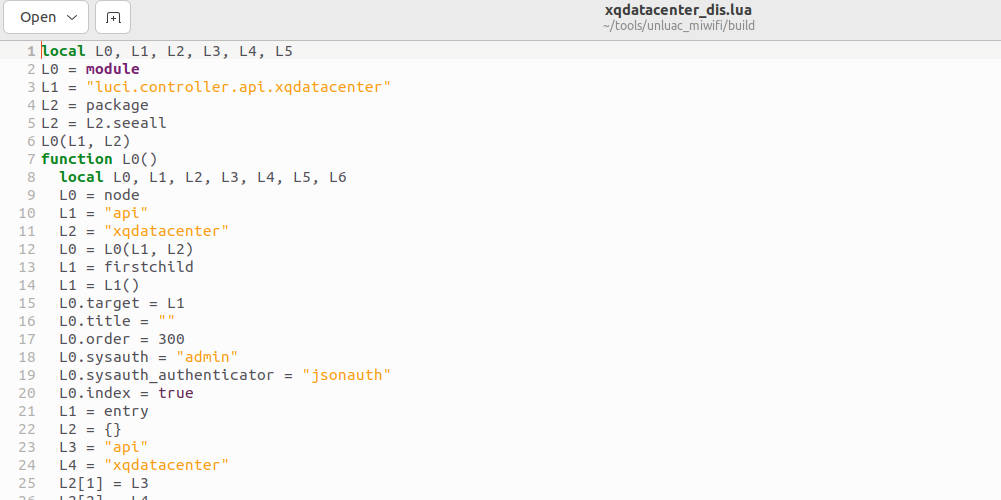 Open
xqdatacenter_dis.lua
~/tools/unluac_miwifi/build
1 local L0, L1, L2, L3, L4, L5
2 L0 = module
3 L1 = "luci.controller.api.xqdatacenter"
4 L2 = package
5 L2 = L2.seeall
6 L0(L1, L2)
7 function L0()
8 local L0, L1, L2, L3, L4, L5, L6
9 L0 = node
10 L1 = "api"
11 L2 = "xqdatacenter"
12 L0 = L0(L1, L2)
13 L1 = firstchild
14 L1 = L1()
15 L0.target = L1
16 L0.title = ""
17 L0.order = 300
18 L0.sysauth = "admin"
19 L0.sysauth_authenticator = "jsonauth"
20 L0.index = true
21 L1 = entry
22 L2 = {}
23 L3 = "api"
24 L4 = "xqdatacenter"
25 L2[1] = L3
26 L2[2] = L4